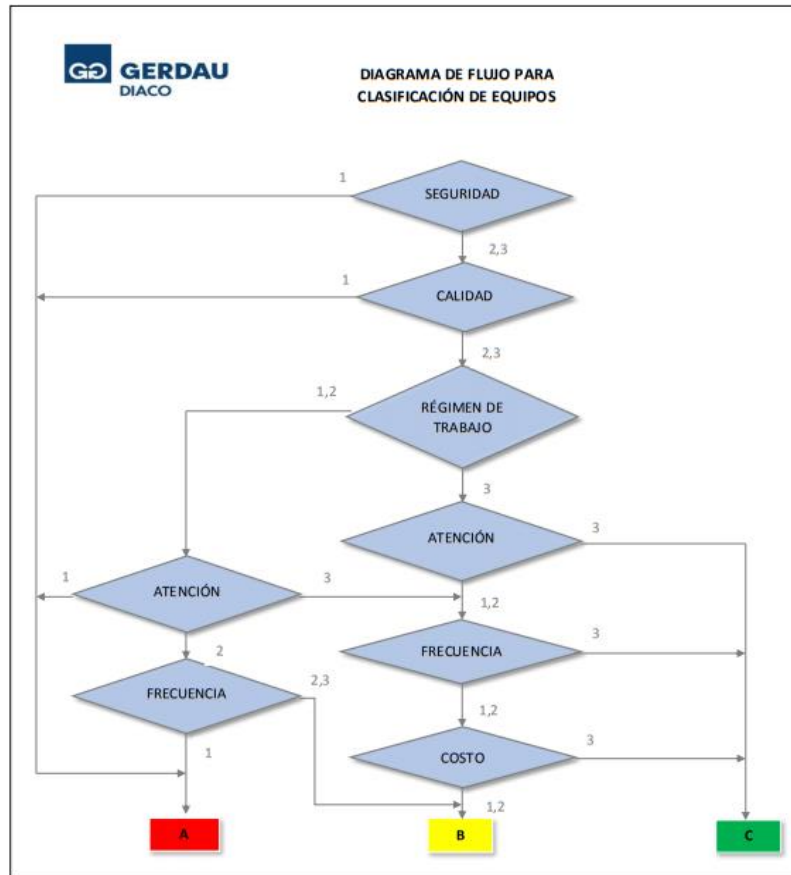 GG GERDAU
DIACO
DIAGRAMA DE FLUJO PARA
CLASIFICACIÓN DE EQUIPOS
1
SEGURIDAD
2,3
1
CALIDAD
2,3
1,2
RÉGIMEN DE
TRABAJO
3
ATENCIÓN
3
1
ATENCIÓN
3
1,2
2
FRECUENCIA
3
FRECUENCIA
2,3
1,2
1
COSTO
3
1,2
A
B
C